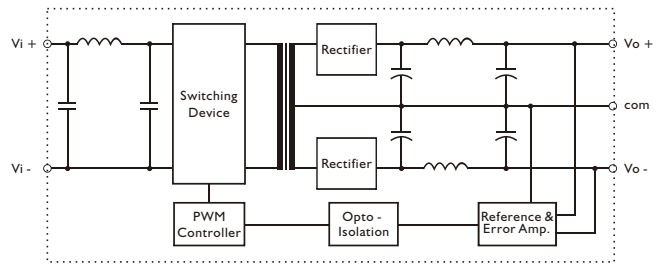 Vi +
Rectifier
Vo +
Switching
Device
com
Rectifier
Vi -
Vo -
PWM
Controller
Opto -
Isolation
Reference &
Error Amp.